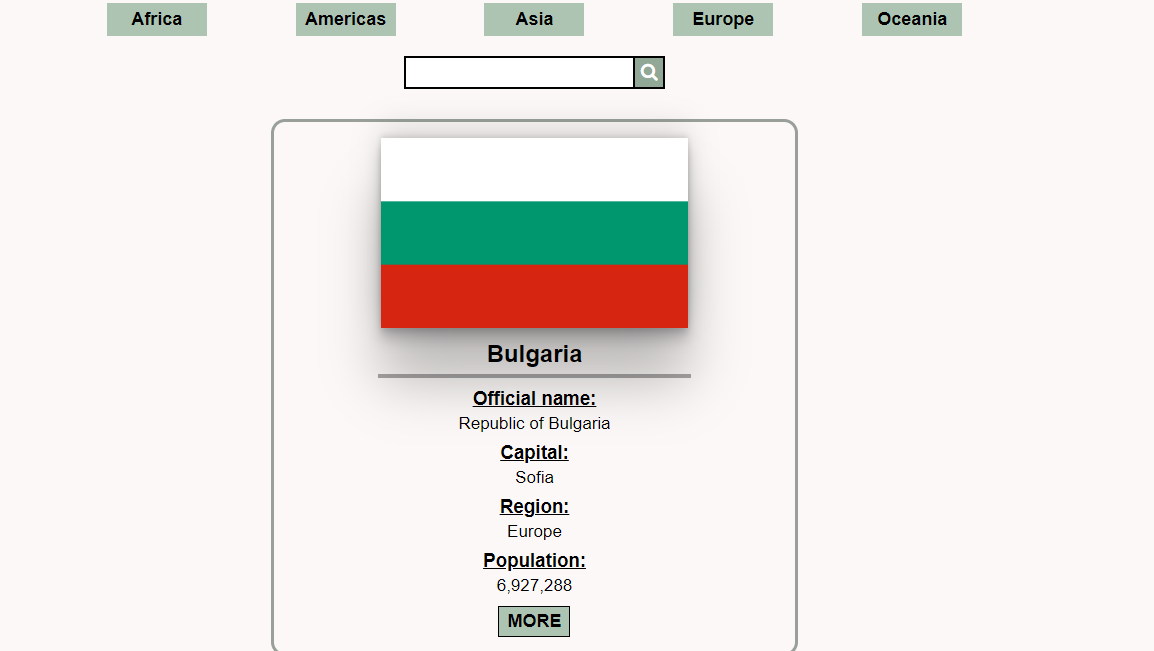 Africa
Americas
Asia
Europe
Oceania
Bulgaria
Official name:
Republic of Bulgaria
Capital:
Sofia
Region:
Europe
Population:
6,927,288
MORE